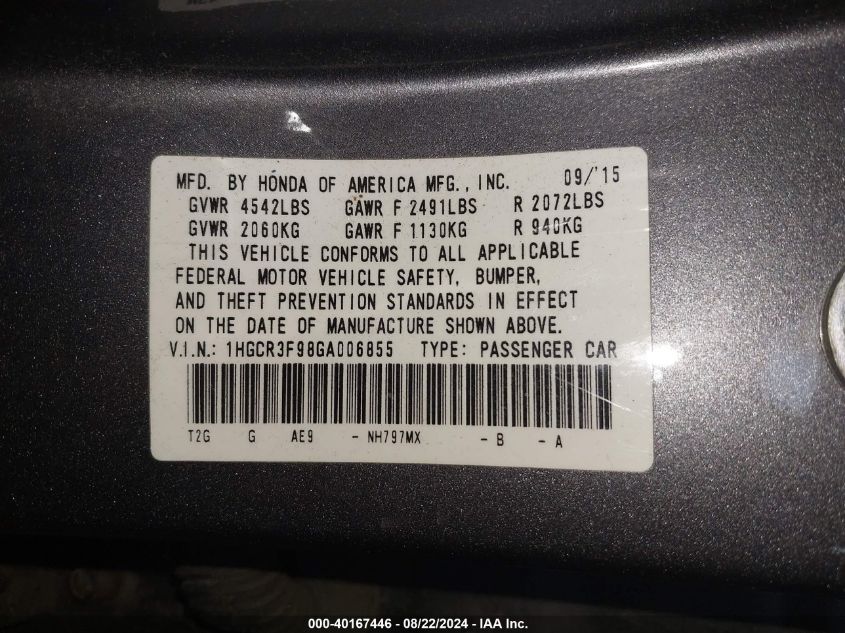 MFD. BY HONDA OF AMERICA MFG., INC. 09/'15
GVWR 4542LBS GAWR F 2491LBS R 2072LBS
GVWR 2060KG GAWR F 1130KG R 940KG
THIS VEHICLE CONFORMS TO ALL APPLICABLE
FEDERAL MOTOR VEHICLE SAFETY, BUMPER,
AND THEFT PREVENTION STANDARDS IN EFFECT
ON THE DATE OF MANUFACTURE SHOWN ABOVE.
V.I.N.: 1HGCR3F98GA006855 TYPE: PASSENGER CAR
T2G G AE9 - NH797MX - B - A
000-40167446 - 08/22/2024 - IAA Inc.